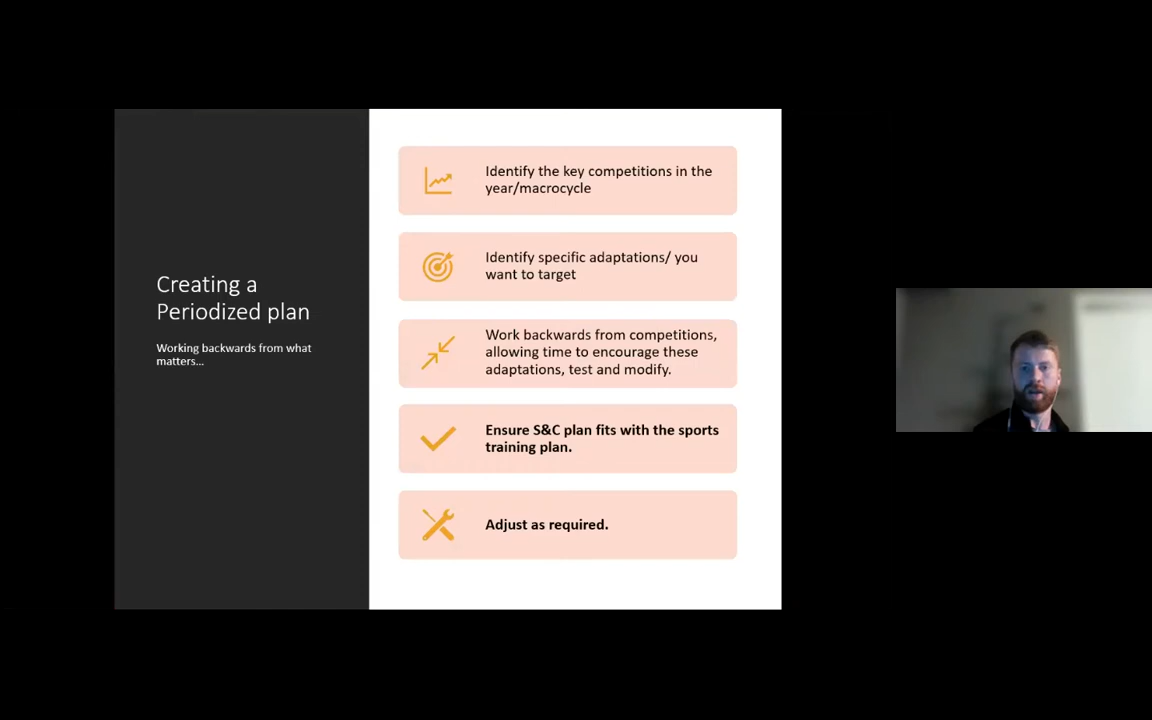 Creating a
Periodized plan
Working backwards from what
matters...
Identify the key competitions in the
year/macrocycle
Identify specific adaptations/ you
want to target
Work backwards from competitions,
allowing time to encourage these
adaptations, test and modify.
Ensure S&C plan fits with the sports
training plan.
Adjust as required.